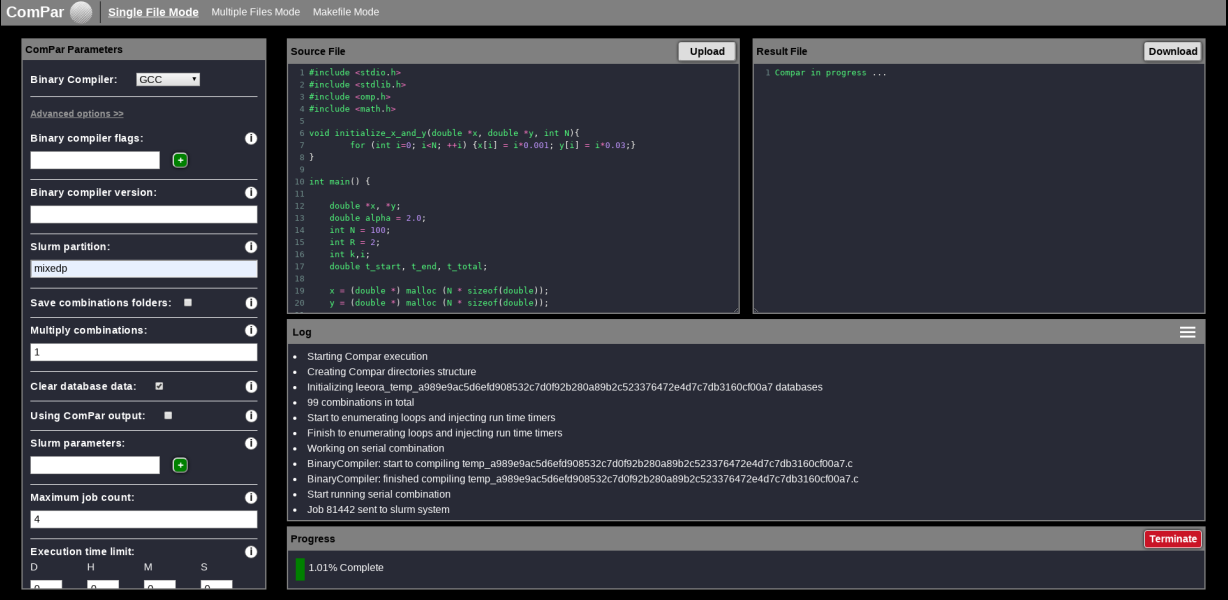 ComPar
Single File Mode
Multiple Files Mode
Makefile Mode
ComPar Parameters
Binary Compiler: GCC
Advanced options >>
Binary compiler flags:
Binary compiler version:
Slurm partition:
mixedp
Save combinations folders:
Multiply combinations:
1
Clear database data:
Using ComPar output:
Slurm parameters:
Maximum job count:
4
Execution time limit:
D H M S
Source File
Upload
1 #include <stdio.h>
2 #include <stdlib.h>
3 #include <omp.h>
4 #include <math.h>
5
6 void initialize_x_and_y(double *x, double *y, int N){
7         for (int i=0; i<N; ++i) {x[i] = i*0.001; y[i] = i*0.03;}
8 }
9
10 int main() {
11
12     double *x, *y;
13     double alpha = 2.0;
14     int N = 100;
15     int R = 2;
16     int k,i;
17     double t_start, t_end, t_total;
18
19     x = (double *) malloc (N * sizeof(double));
20     y = (double *) malloc (N * sizeof(double));
Result File
Download
1 Compar in progress ...
Log
• Starting Compar execution
• Creating Compar directories structure
• Initializing leeora_temp_a989e9ac5d6efd908532c7d0f92b280a89b2c523376472e4d7c7db3160cf00a7 databases
• 99 combinations in total
• Start to enumerating loops and injecting run time timers
• Finish to enumerating loops and injecting run time timers
• Working on serial combination
• BinaryCompiler: start to compiling temp_a989e9ac5d6efd908532c7d0f92b280a89b2c523376472e4d7c7db3160cf00a7.c
• BinaryCompiler: finished compiling temp_a989e9ac5d6efd908532c7d0f92b280a89b2c523376472e4d7c7db3160cf00a7.c
• Start running serial combination
• Job 81442 sent to slurm system
Progress
Terminate
1.01% Complete